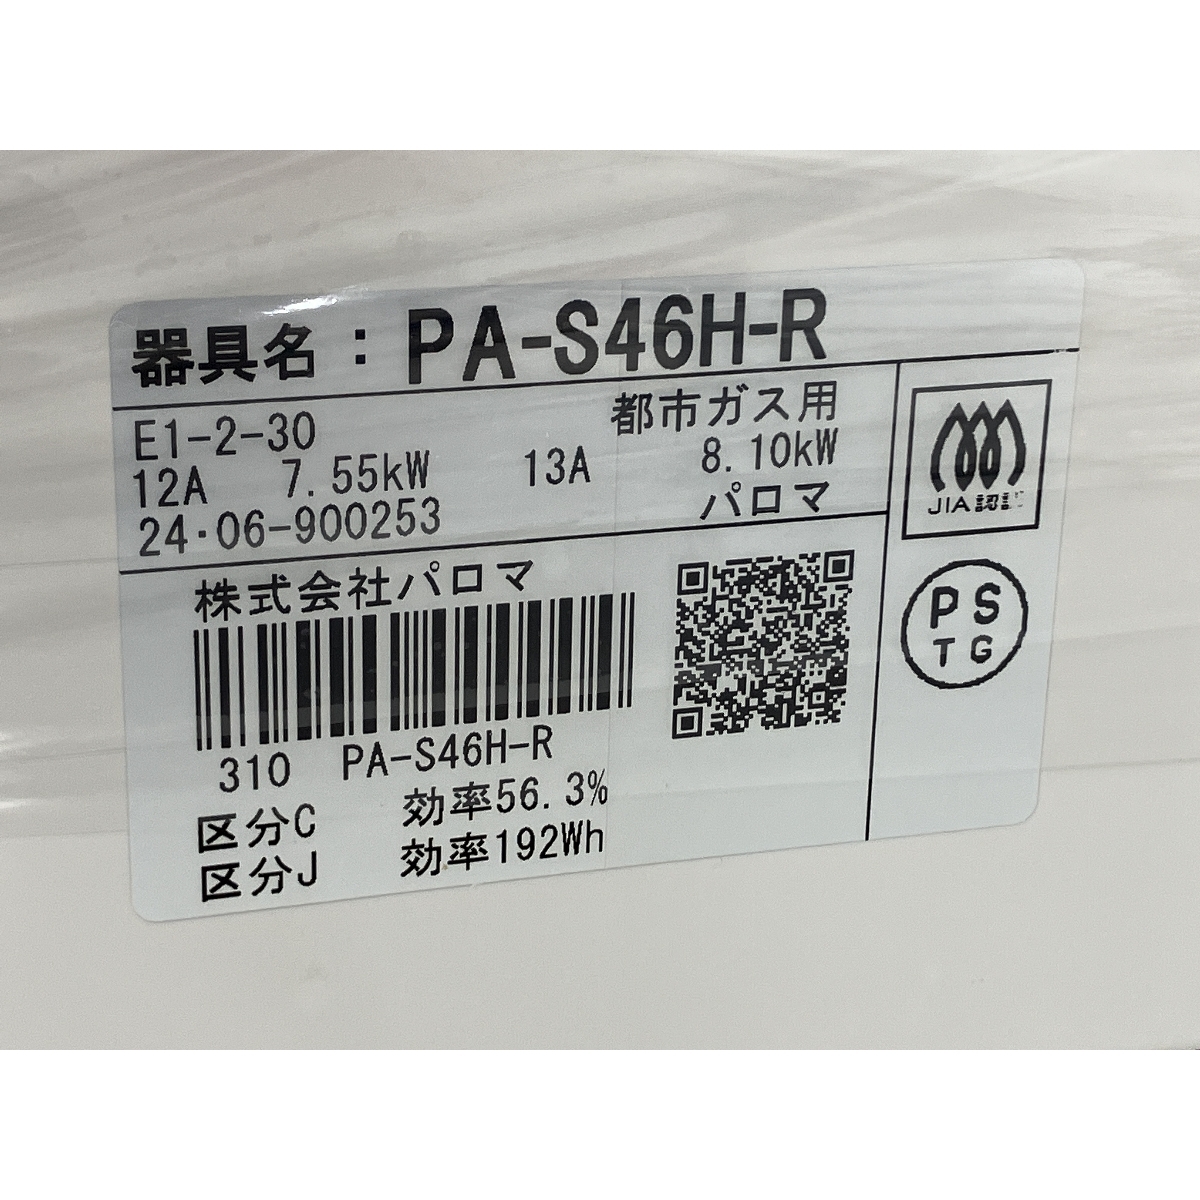 器具名：PA-S46H-R
E1-2-30 都市ガス用
12A 7.55kW 13A 8.10kW
24・06-900253 パロマ
JIA認証
PS
TG
株式会社パロマ
310 PA-S46H-R
区分C 効率56.3%
区分J 効率192Wh